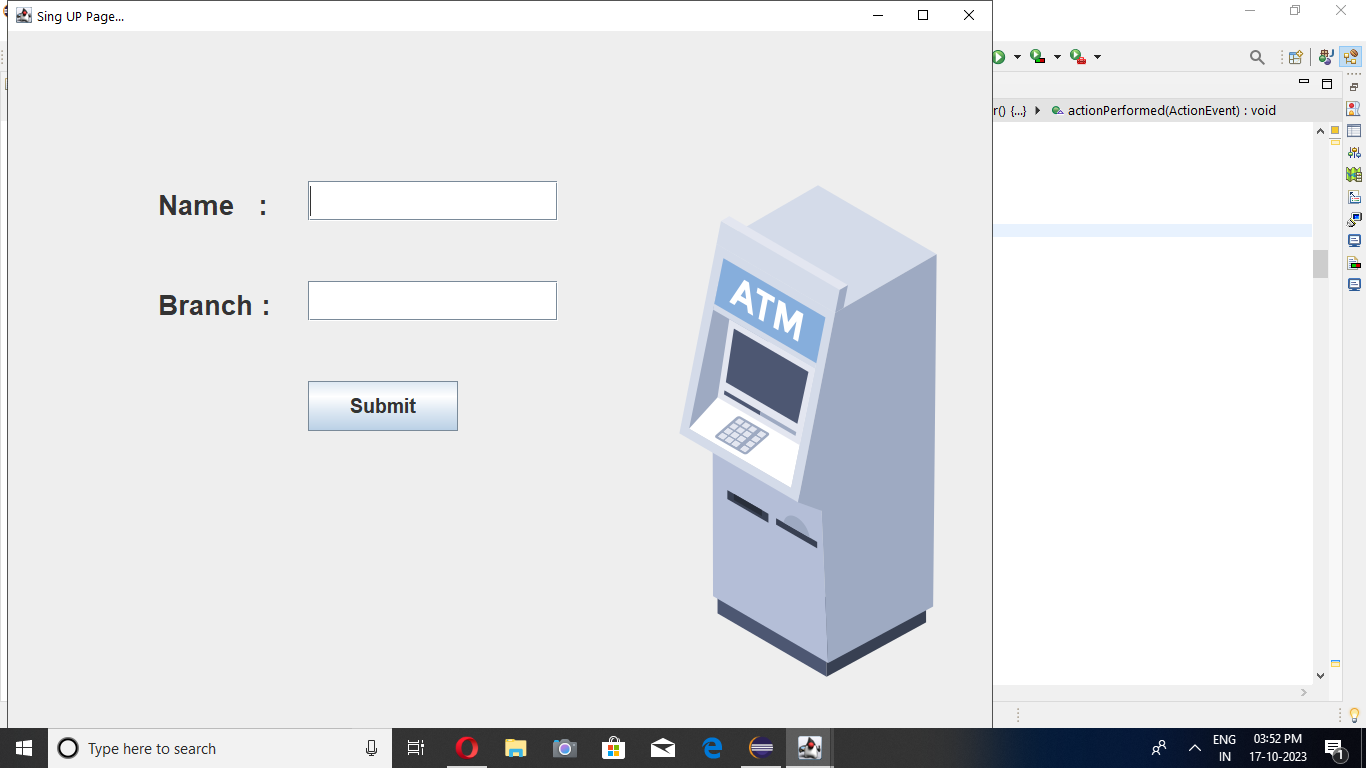 Sing UP Page...
r() {...} actionPerformed(ActionEvent) : void
Name :
Branch :
Submit
ATM
Type here to search
ENG
IN
03:52 PM
17-10-2023
1